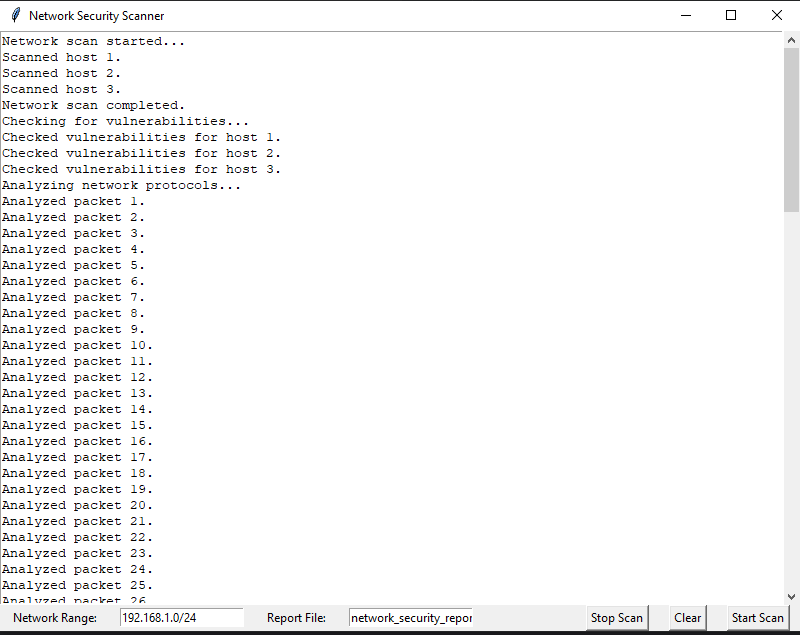 Network Security Scanner
Network scan started...
Scanned host 1.
Scanned host 2.
Scanned host 3.
Network scan completed.
Checking for vulnerabilities...
Checked vulnerabilities for host 1.
Checked vulnerabilities for host 2.
Checked vulnerabilities for host 3.
Analyzing network protocols...
Analyzed packet 1.
Analyzed packet 2.
Analyzed packet 3.
Analyzed packet 4.
Analyzed packet 5.
Analyzed packet 6.
Analyzed packet 7.
Analyzed packet 8.
Analyzed packet 9.
Analyzed packet 10.
Analyzed packet 11.
Analyzed packet 12.
Analyzed packet 13.
Analyzed packet 14.
Analyzed packet 15.
Analyzed packet 16.
Analyzed packet 17.
Analyzed packet 18.
Analyzed packet 19.
Analyzed packet 20.
Analyzed packet 21.
Analyzed packet 22.
Analyzed packet 23.
Analyzed packet 24.
Analyzed packet 25.
Analyzed packet 26
Network Range: 192.168.1.0/24 Report File: network_security_repor Stop Scan Clear Start Scan